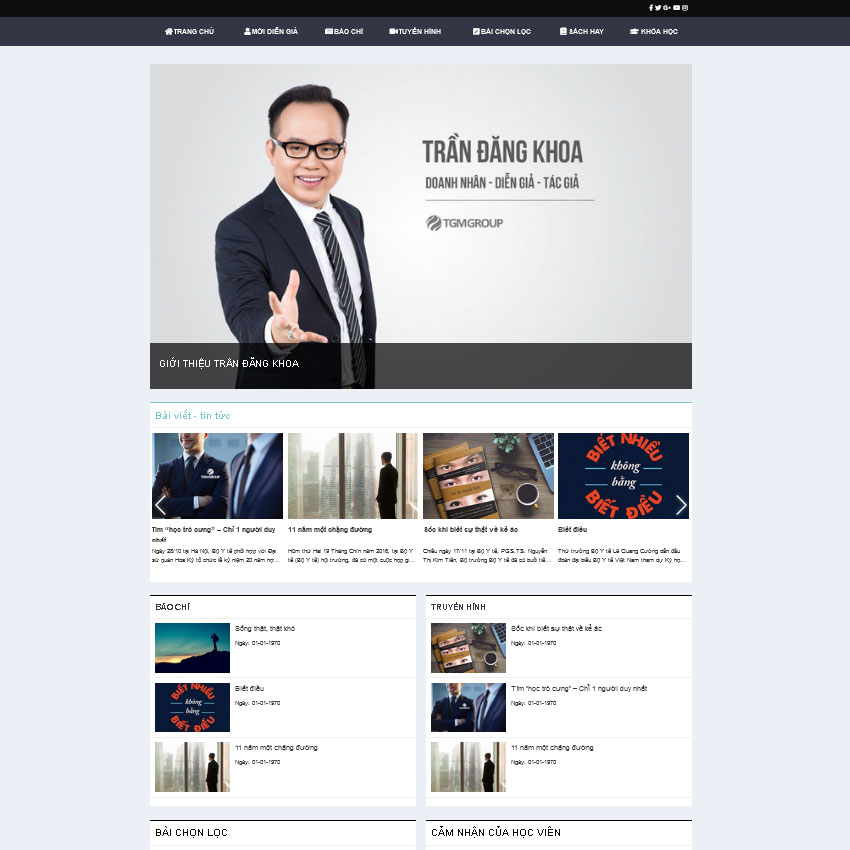 TRANG CHỦ
MỜI DIỄN GIẢ
BÁO CHÍ
TUYỀN HÌNH
BÀI CHỌN LỌC
SÁCH HAY
KHÓA HỌC
TRẦN ĐĂNG KHOA
DOANH NHÂN - DIỄN GIẢ - TÁC GIẢ
TGMGROUP
GIỚI THIỆU TRẦN ĐĂNG KHOA
Bài viết - tin tức
BIẾT NHIỀU
không
bằng
BIẾT ĐIỀU
Tìm "học trò cưng" – Chỉ 1 người duy
nhất
Ngày 28/10 tại Hà Nội, Bộ Y tế phối hợp với Đại
sứ quán Hoa Kỳ tổ chức lễ kỷ niệm 20 năm hợ...
11 năm một chặng đường
Hôm thứ Hai 19 Tháng Chín năm 2016, tại Bộ Y
tế (Bộ Y tế) hội trường, đã có một cuộc họp gi...
Sốc khi biết sự thật về kẻ ác
Chiều ngày 17/11 tại Bộ Y tế, PGS.TS. Nguyễn
Thị Kim Tiến, Bộ trưởng Bộ Y tế đã có buổi tiế...
Biết điều
Thứ trưởng Bộ Y tế Lê Quang Cường dẫn đầu
đoàn đại biểu Bộ Y tế Việt Nam tham dự Kỳ họ...
BÁO CHÍ
Sống thật, thật khó
Ngày: 01-01-1970
BIẾT NHIỀU
không
bằng
BIẾT ĐIỀU
Biết điều
Ngày: 01-01-1970
11 năm một chặng đường
Ngày: 01-01-1970
TRUYỀN HÌNH
Sốc khi biết sự thật về kẻ ác
Ngày: 01-01-1970
Tìm "học trò cưng" – Chỉ 1 người duy nhất
Ngày: 01-01-1970
11 năm một chặng đường
Ngày: 01-01-1970
BÀI CHỌN LỌC
CẢM NHẬN CỦA HỌC VIÊN